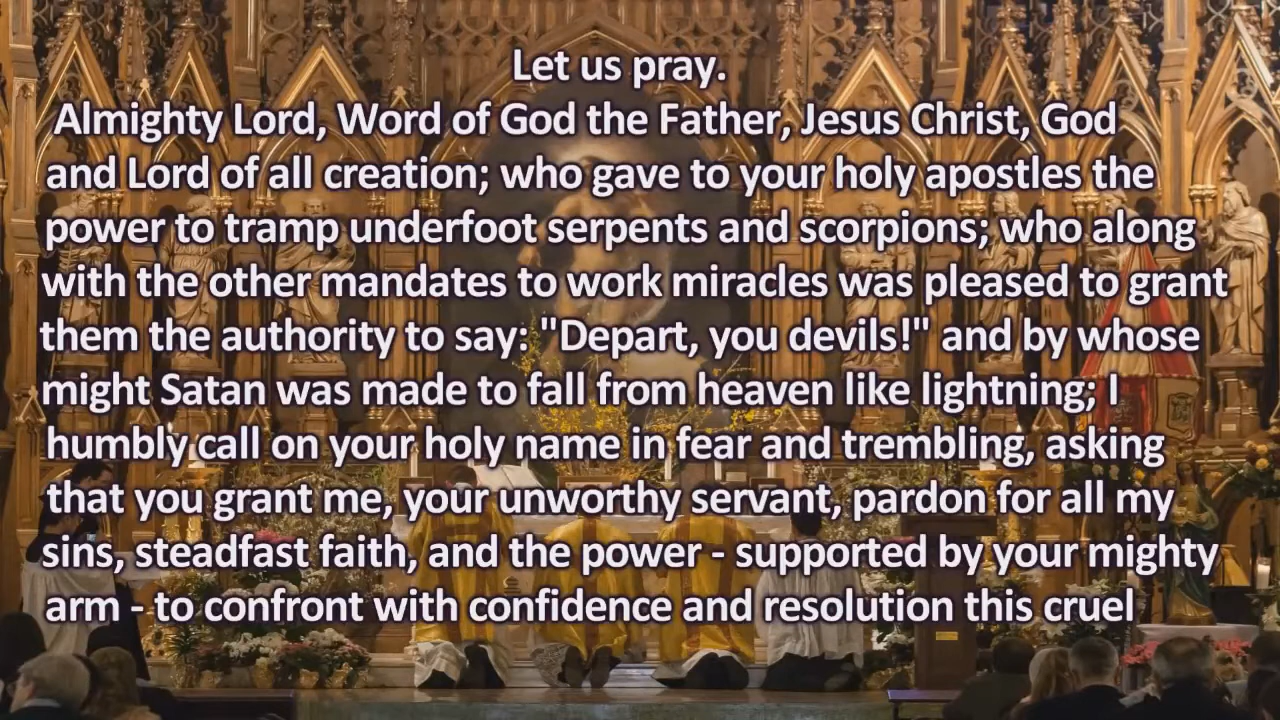 Let us pray.
Almighty Lord, Word of God the Father, Jesus Christ, God
and Lord of all creation; who gave to your holy apostles the
power to tramp underfoot serpents and scorpions; who along
with the other mandates to work miracles was pleased to grant
them the authority to say: "Depart, you devils!" and by whose
might Satan was made to fall from heaven like lightning; I
humbly call on your holy name in fear and trembling, asking
that you grant me, your unworthy servant, pardon for all my
sins, steadfast faith, and the power - supported by your mighty
arm - to confront with confidence and resolution this cruel